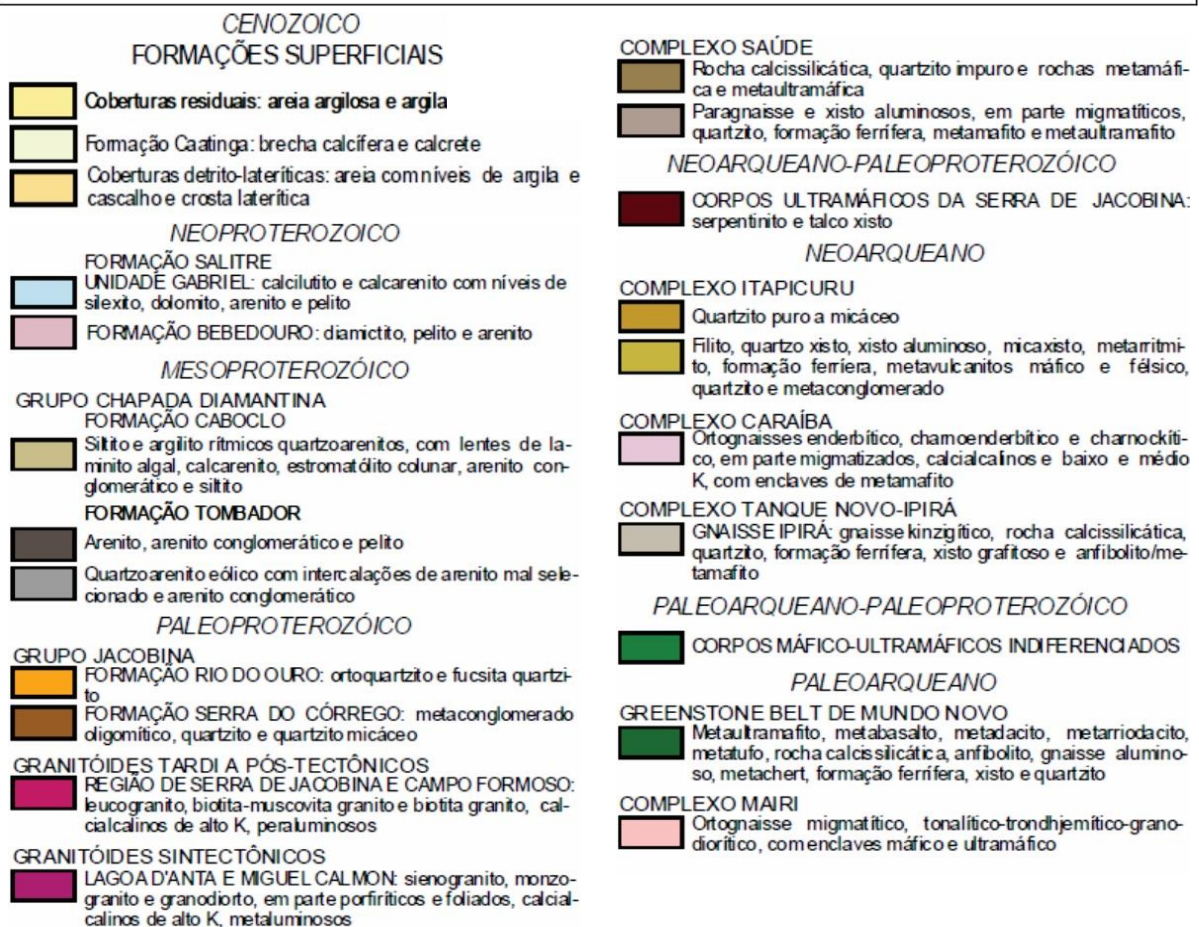 CENOZOICO
FORMAÇÕES SUPERFICIAIS
Coberturas residuais: areia argilosa e argila
Formação Caatinga: brecha calcífera e calcrete
Coberturas detrito-lateríticas: areia com níveis de argila e
cascalho e crosta laterítica
NEOPROTEROZOICO
FORMAÇÃO SALITRE
UNIDADE GABRIEL: calcilutito e calcarenito com níveis de
silexito, dolomito, arenito e pelito
FORMAÇÃO BEBEDOURO: diamictito, pelito e arenito
MESOPROTEROZÓICO
GRUPO CHAPADA DIAMANTINA
FORMAÇÃO CABOCLO
Siltito e argilito rítmicos quartzoarenitos, com lentes de la-
minito algal, calcarenito, estromatólito colunar, arenito con-
glomerático e siltito
FORMAÇÃO TOMBADOR
Arenito, arenito conglomerático e pelito
Quartzoarenito eólico com intercalações de arenito mal sele-
cionado e arenito conglomerático
PALEOPROTEROZÓICO
GRUPO JACOBINA
FORMAÇÃO RIO DO OURO: ortoquartzito e fucsita quartzi-
to
FORMAÇÃO SERRA DO CÓRREGO: metaconglomerado
oligomítico, quartzito e quartzito micáceo
GRANITÓIDES TARDI A PÓS-TECTÔNICOS
REGIÃO DE SERRA DE JACOBINA E CAMPO FORMOSO:
leucogranito, biotita-muscovita granito e biotita granito, cal-
cialcalinos de alto K, peraluminosos
GRANITÓIDES SINTECTÔNICOS
LAGOA D'ANTA E MIGUEL CALMON: sienogranito, monzo-
granito e granodiorto, em parte porfiríticos e foliados, calcial-
calinos de alto K, metaluminosos
COMPLEXO SAÚDE
Rocha calcissilicática, quartzito impuro e rochas metamáfi-
ca e metaultramáfica
Paragnaisse e xisto aluminosos, em parte migmatíticos,
quartzito, formação ferrífera, metamafito e metaultramafito
NEOARQUEANO-PALEOPROTEROZÓICO
CORPOS ULTRAMÁFICOS DA SERRA DE JACOBINA:
serpentinito e talco xisto
NEOARQUEANO
COMPLEXO ITAPICURU
Quartzito puro a micáceo
Filito, quartzo xisto, xisto aluminoso, micaxisto, metarritmi-
to, formação ferríera, metavulcanitos máfico e félsico,
quartzito e metaconglomerado
COMPLEXO CARAÍBA
Ortognaisses enderbítico, charnoenderbítico e charnockíti-
co, em parte migmatizados, calcialcalinos e baixo e médio
K, com enclaves de metamafito
COMPLEXO TANQUE NOVO-IPIRÁ
GNAISSE IPIRÁ: gnaisse kinzigítico, rocha calcissilicática,
quartzito, formação ferrífera, xisto grafitoso e anfibolito/me-
tamafito
PALEOARQUEANO-PALEOPROTEROZÓICO
CORPOS MÁFICO-ULTRAMÁFICOS INDIFERENCIADOS
PALEOARQUEANO
GREENSTONE BELT DE MUNDO NOVO
Metaultramafito, metabasalto, metadacito, metarriodacito,
metatufo, rocha calcissilicática, anfibolito, gnaisse alumino-
so, metachert, formação ferrífera, xisto e quartzito
COMPLEXO MAIRI
Ortognaisse migmatítico, tonalítico-trondhjemítico-grano-
diorítico, com enclaves máfico e ultramáfico